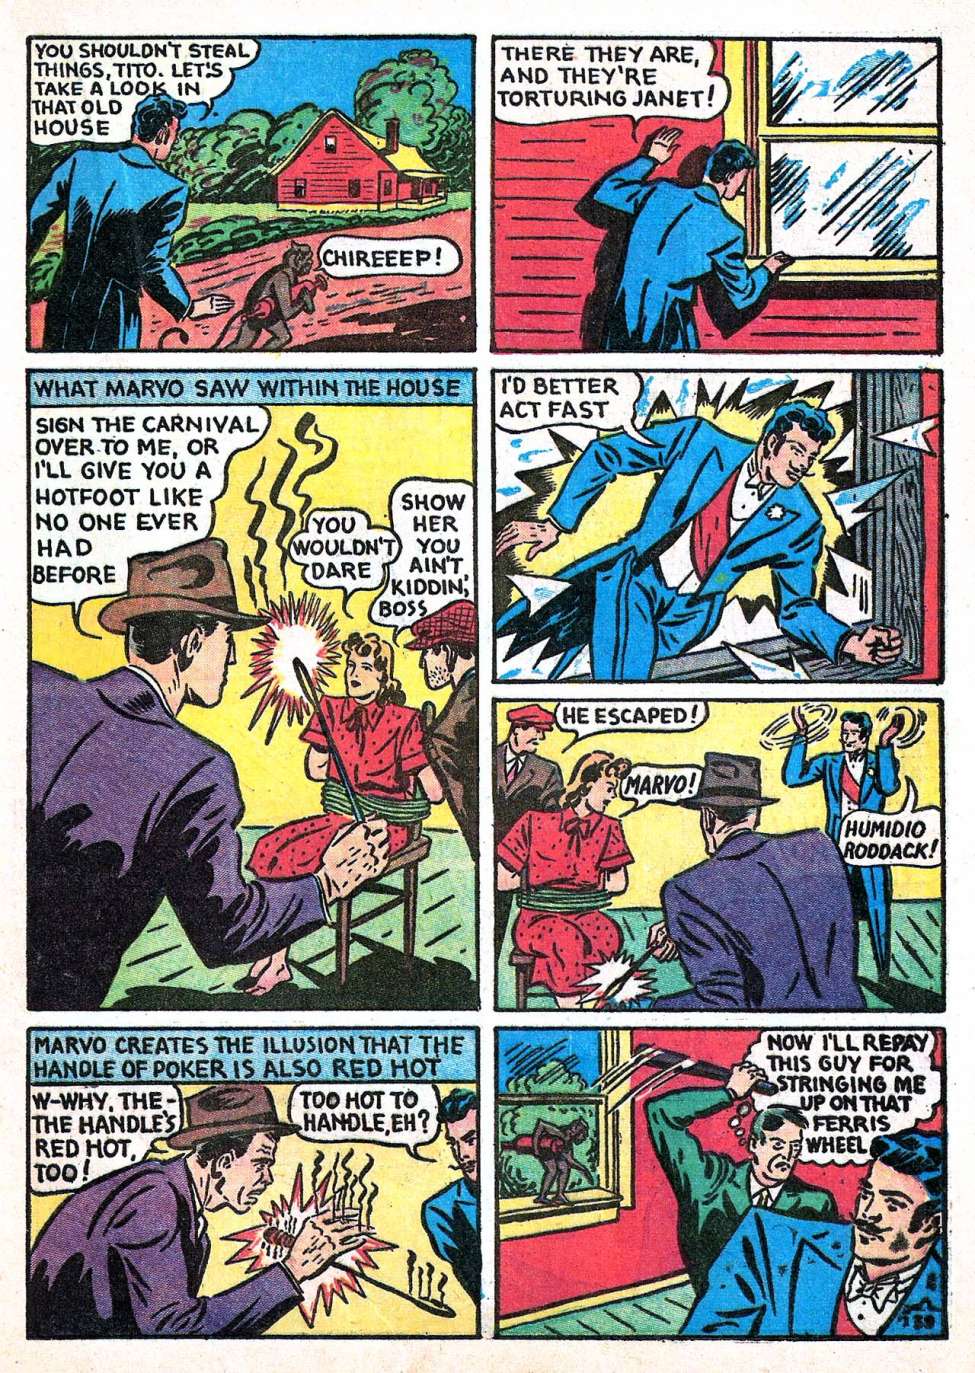 YOU SHOULDN'T STEAL
THINGS, TITO. LET'S
TAKE A LOOK IN
THAT OLD
HOUSE
CHIREEEP!
THERE THEY ARE,
AND THEY'RE
TORTURING JANET!
WHAT MARVO SAW WITHIN THE HOUSE
SIGN THE CARNIVAL
OVER TO ME, OR
I'LL GIVE YOU A
HOTFOOT LIKE
NO ONE EVER
HAD
BEFORE
YOU
WOULDN'T
DARE
SHOW
HER
YOU
AIN'T
KIDDIN',
BOSS
I'D BETTER
ACT FAST
HE ESCAPED!
MARVO!
HUMIDIO
RODDACK!
MARVO CREATES THE ILLUSION THAT THE
HANDLE OF POKER IS ALSO RED HOT
W-WHY, THE-
THE HANDLE'S
RED HOT,
TOO!
TOO HOT TO
HANDLE, EH?
NOW I'LL REPAY
THIS GUY FOR
STRINGING ME
UP ON THAT
FERRIS
WHEEL